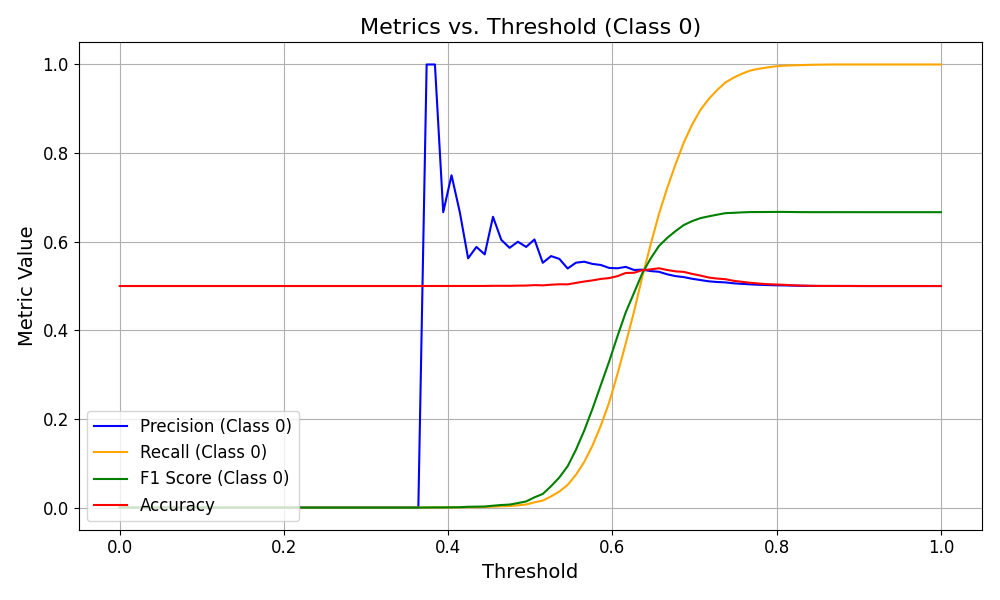 Metrics vs. Threshold (Class 0)
Metric Value
1.0
0.8
0.6
0.4
0.2
0.0
Precision (Class 0)
Recall (Class 0)
F1 Score (Class 0)
Accuracy
0.0 0.2 0.4 0.6 0.8 1.0
Threshold